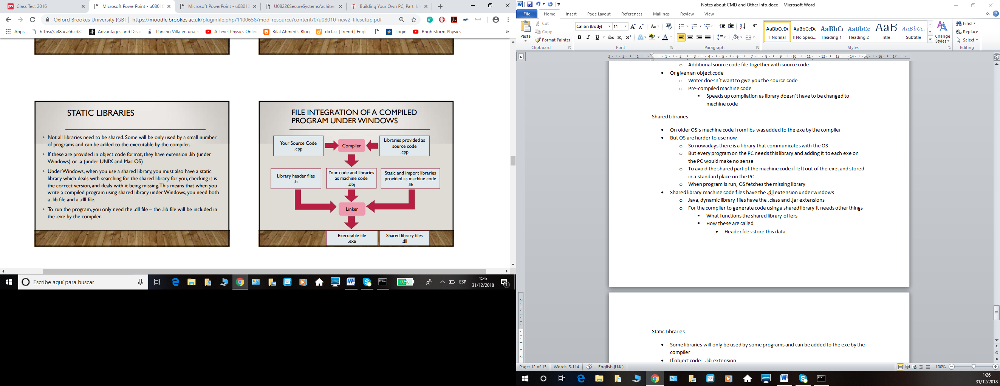 Class Test 2016
Microsoft PowerPoint - u08010
Microsoft PowerPoint - u0801
U08226SecureSystemsArchitec
Building Your Own PC, Part 1:
Oxford Brookes University [GB] | https://moodle.brookes.ac.uk/pluginfile.php/1100658/mod_resource/content/0/u08010_new2_filesetup.pdf
font
Apps
https://a48aca6bcd8
Advantages and Disa
Pancho Villa en una
A Level Physics Onlin
Bilal Ahmed's Blog
dict.cc | fremd | Engli
Login
Brightstorm Physics -
»
STATIC LIBRARIES
• Not all libraries need to be shared. Some will be only used by a small number
of programs and can be added to the executable by the compiler.
• If these are provided in object code format, they have extension .lib (under
Windows) or .a (under UNIX and Mac OS)
• Under Windows, when you use a shared library, you must also have a static
library which deals with searching for the shared library for you, checking it is
the correct version, and deals with it being missing. This means that when you
write a compiled program using shared library under Windows, you need both
a .lib file and a .dll file.
• To run the program, you only need the .dll file – the .lib file will be included in
the .exe by the compiler.
FILE INTEGRATION OF A COMPILED
PROGRAM UNDER WINDOWS
Your Source Code
.cpp
Compiler
Libraries provided as
source code
.cpp
Library header files
.h
Your code and libraries
as machine code
.obj
Static and import libraries
provided as machine code
.lib
Linker
Executable file
.exe
Shared library files
.dll
Escribe aquí para buscar
0:58
ESP
1:26
31/12/2018
1
Notes about CMD and Other Info.docx - Microsoft Word
File
Home
Insert
Page Layout
References
Mailings
Review
View
Paste
Cut
Copy
Format Painter
Clipboard
Calibri (Body)
11
Font
Paragraph
AaBbCcDc
¶ Normal
AaBbCcDc
¶ No Spaci...
AaBbC
Heading 1
AaBbCc
Heading 2
AaB
Title
AaBbCc.
Subtitle
Change
Styles
Styles
Find
Replace
Select
Editing
3 2 1 1 2 3 4 5 6 7 8 9 10 11 12 13 14 16 17
o Additional source code file together with source code
• Or given an object code
o Writer doesn´t want to give you the source code
o Pre-compiled machine code
▪ Speeds up compilation as library doesn´t have to be changed to
machine code
Shared Libraries
• On older OS´s machine code from libs was added to the exe by the compiler
• But OS are harder to use now
o So nowadays there is a library that communicates with the OS
o But every program on the PC needs this library and adding it to each exe on
the PC would make no sense
o To avoid the shared part of the machine code if left out of the exe, and stored
in a standard place on the PC
o When program is run, OS fetches the missing library
• Shared library machine code files have the .dll extension under windows
o Java, dynamic library files have the .class and .jar extensions
o For the compiler to generate code using a shared library it needs other things
▪ What functions the shared library offers
▪ How these are called
• Header files store this data
Static Libraries
• Some libraries will only be used by some programs and can be added to the exe by the
compiler
• If object code - .lib extension
Page: 12 of 13
Words: 3.114
English (U.K.)
100%
1:26
31/12/2018